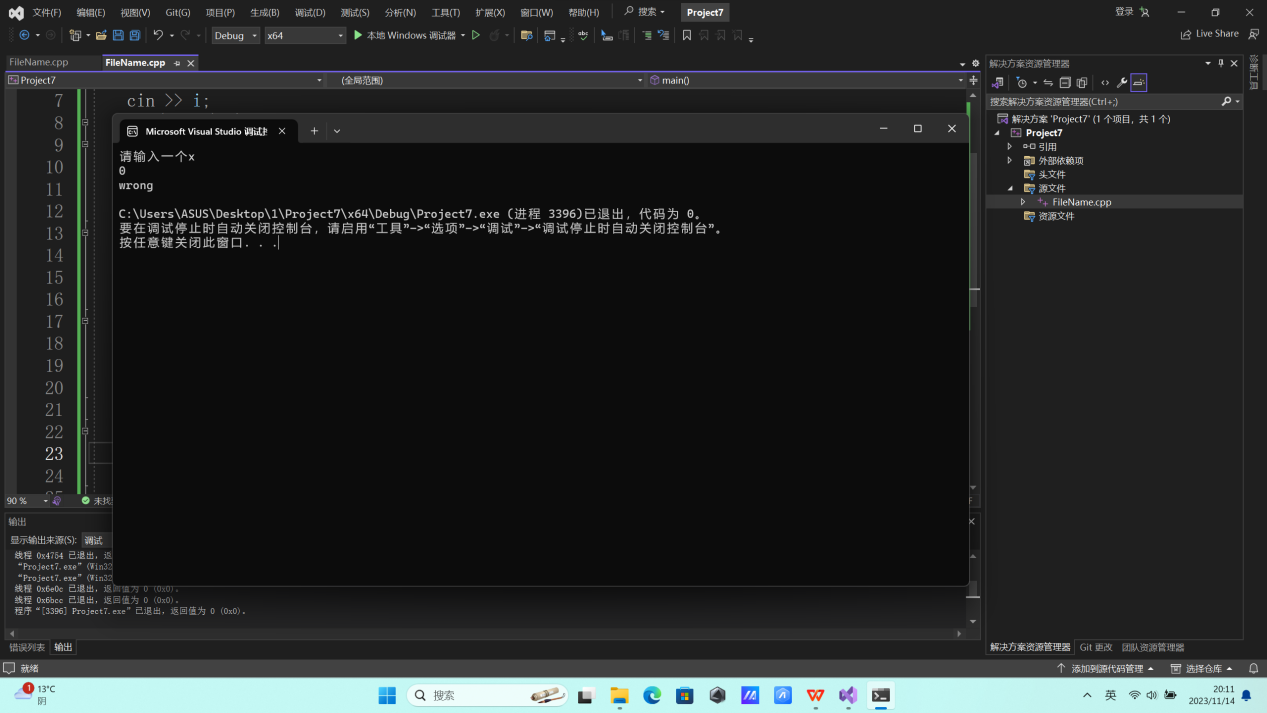 文件(F) 编辑(E) 视图(V) Git(G) 项目(P) 生成(B) 调试(D) 测试(S) 分析(N) 工具(T) 扩展(X) 窗口(W) 帮助(H) 搜索 Project7 登录
Debug x64 本地 Windows 调试器 Live Share
FileName.cpp FileName.cpp
Project7 (全局范围) main()
7 cin >> i;
8
9
10
11
12
13
14
15
16
17
18
19
20
21
22
23
24
25
Microsoft Visual Studio 调试
请输入一个x
0
wrong
C:\Users\ASUS\Desktop\1\Project7\x64\Debug\Project7.exe (进程 3396)已退出，代码为 0。
要在调试停止时自动关闭控制台，请启用“工具”->“选项”->“调试”->“调试停止时自动关闭控制台”。
按任意键关闭此窗口. . .
90 % 未找
输出
显示输出来源(S): 调试
线程 0x4754 已退出，返
“Project7.exe”(Win32
“Project7.exe”(Win32
线程 0x6e0c 已退出，返回值为 0 (0x0)。
线程 0x6bcc 已退出，返回值为 0 (0x0)。
程序“[3396] Project7.exe”已退出，返回值为 0 (0x0)。
错误列表 输出
解决方案资源管理器
搜索解决方案资源管理器(Ctrl+;)
解决方案 'Project7' (1 个项目，共 1 个)
Project7
引用
外部依赖项
头文件
源文件
FileName.cpp
资源文件
诊断工具
解决方案资源管理器 Git 更改 团队资源管理器
就绪 添加到源代码管理 选择仓库
1 13°C
阴
搜索
英
20:11
2023/11/14